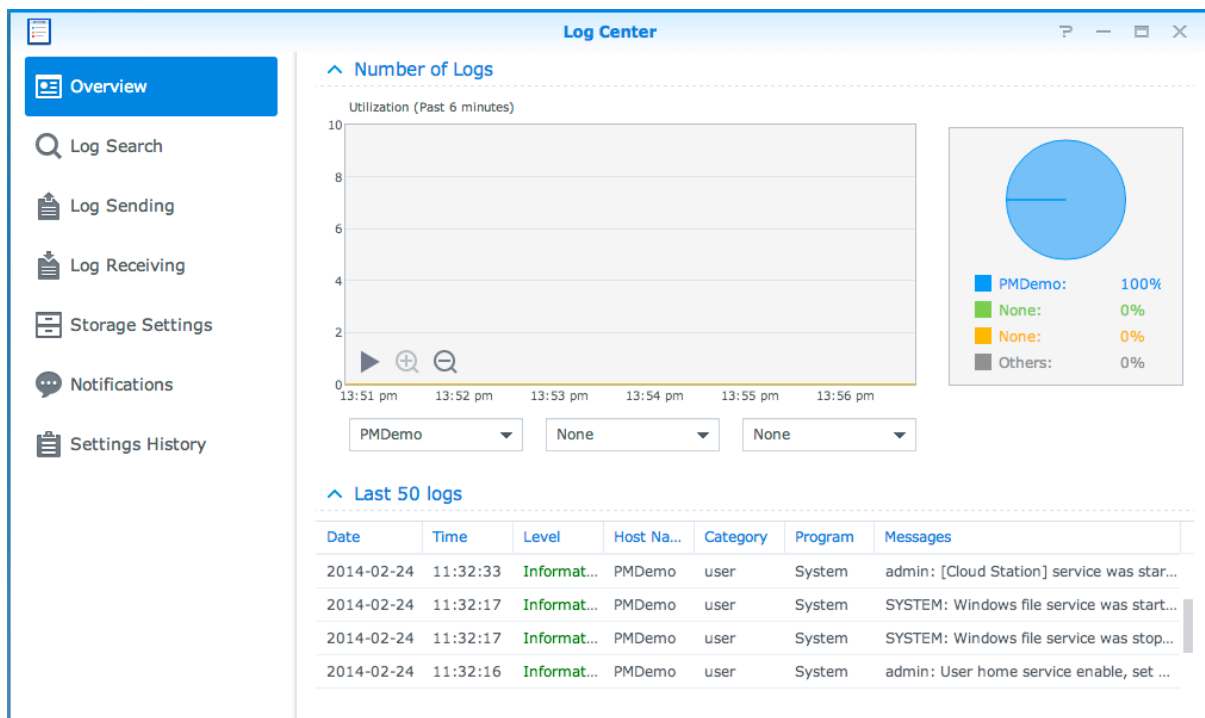 Log Center
Overview
Log Search
Log Sending
Log Receiving
Storage Settings
Notifications
Settings History
Number of Logs
Utilization (Past 6 minutes)
10
8
6
4
2
0
13:51 pm 13:52 pm 13:53 pm 13:54 pm 13:55 pm 13:56 pm
PMDemo None None
PMDemo: 100%
None: 0%
None: 0%
Others: 0%
Last 50 logs
Date Time Level Host Na... Category Program Messages
2014-02-24 11:32:33 Informat... PMDemo user System admin: [Cloud Station] service was star...
2014-02-24 11:32:17 Informat... PMDemo user System SYSTEM: Windows file service was start...
2014-02-24 11:32:17 Informat... PMDemo user System SYSTEM: Windows file service was stop...
2014-02-24 11:32:16 Informat... PMDemo user System admin: User home service enable, set ...